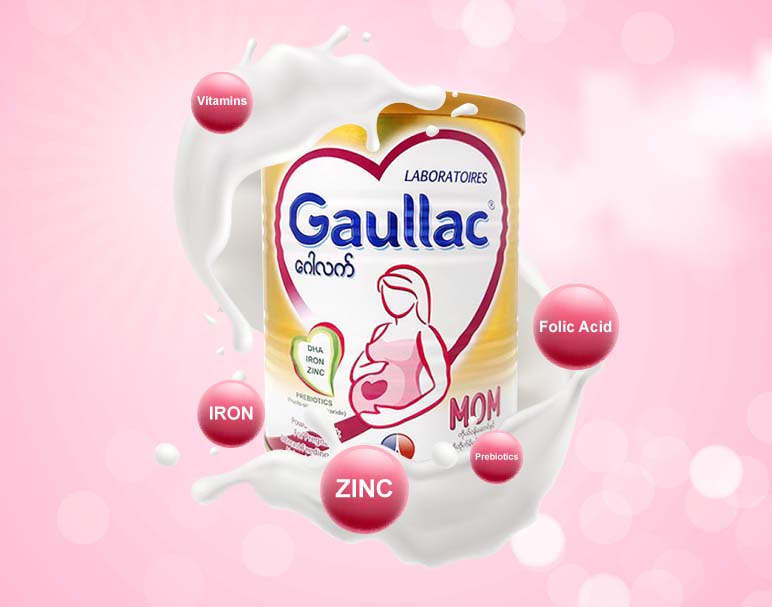 Vitamins
LABORATOIRES
Gaullac®
ဂေါလက်
DHA
IRON
ZINC
PREBIOTICS
MOM
Folic Acid
IRON
Prebiotics
ZINC